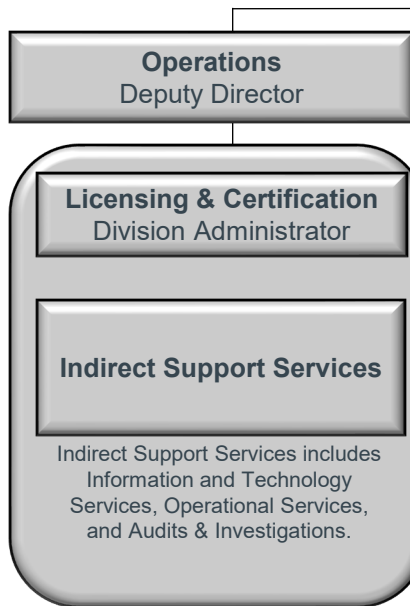 Operations
Deputy Director
Licensing & Certification
Division Administrator
Indirect Support Services
Indirect Support Services includes
Information and Technology
Services, Operational Services,
and Audits & Investigations.